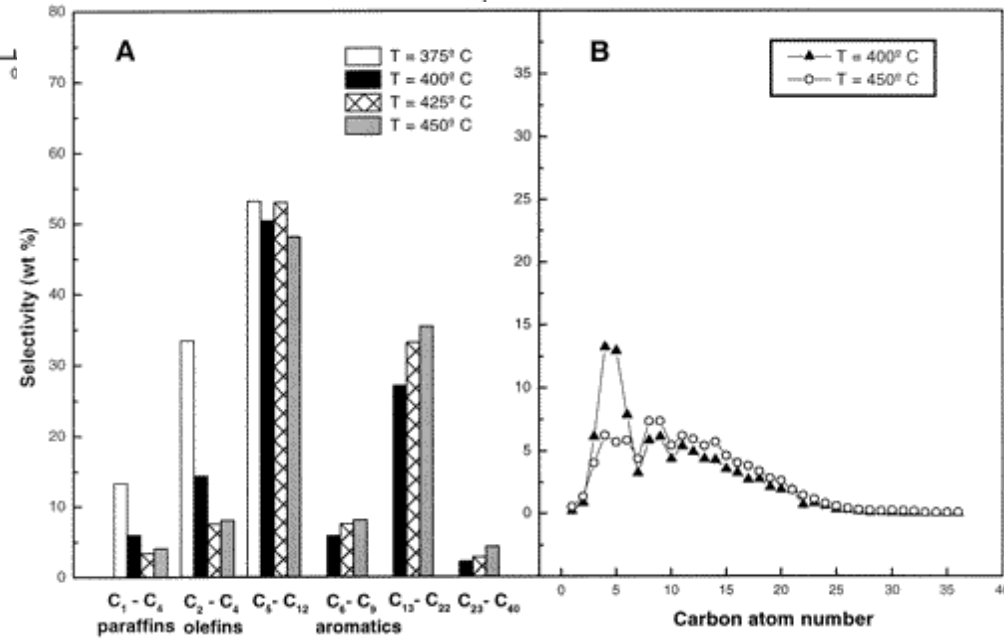 80
70
60
50
40
30
20
10
0
Selectivity (wt %)
A
T = 375º C
T = 400º C
T = 425º C
T = 450º C
C₁ - C₄ C₂ - C₄ C₅- C₁₂ C₆- C₉ C₁₃- C₂₂ C₂₃- C₄₀
paraffins olefins aromatics
B
T = 400º C
T = 450º C
35
30
25
20
15
10
5
0
0 5 10 15 20 25 30 35 40
Carbon atom number